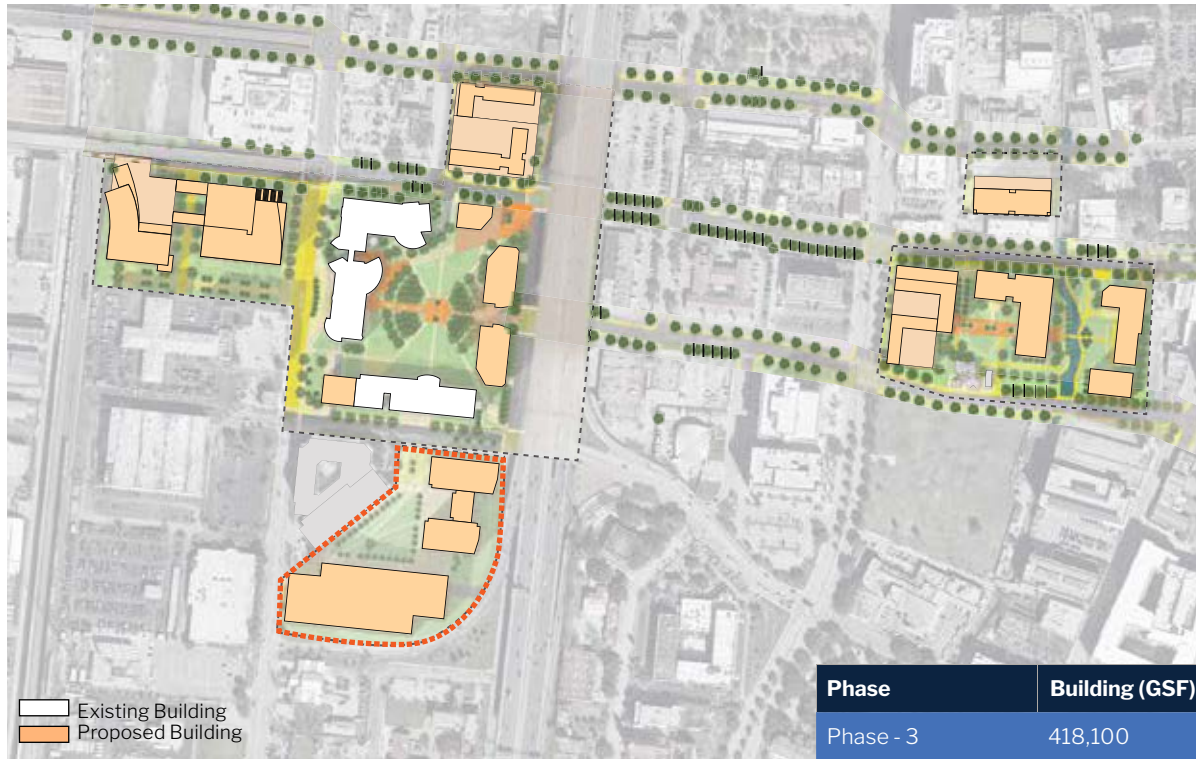 Existing Building
Proposed Building
Phase Building (GSF)
Phase - 3 418,100